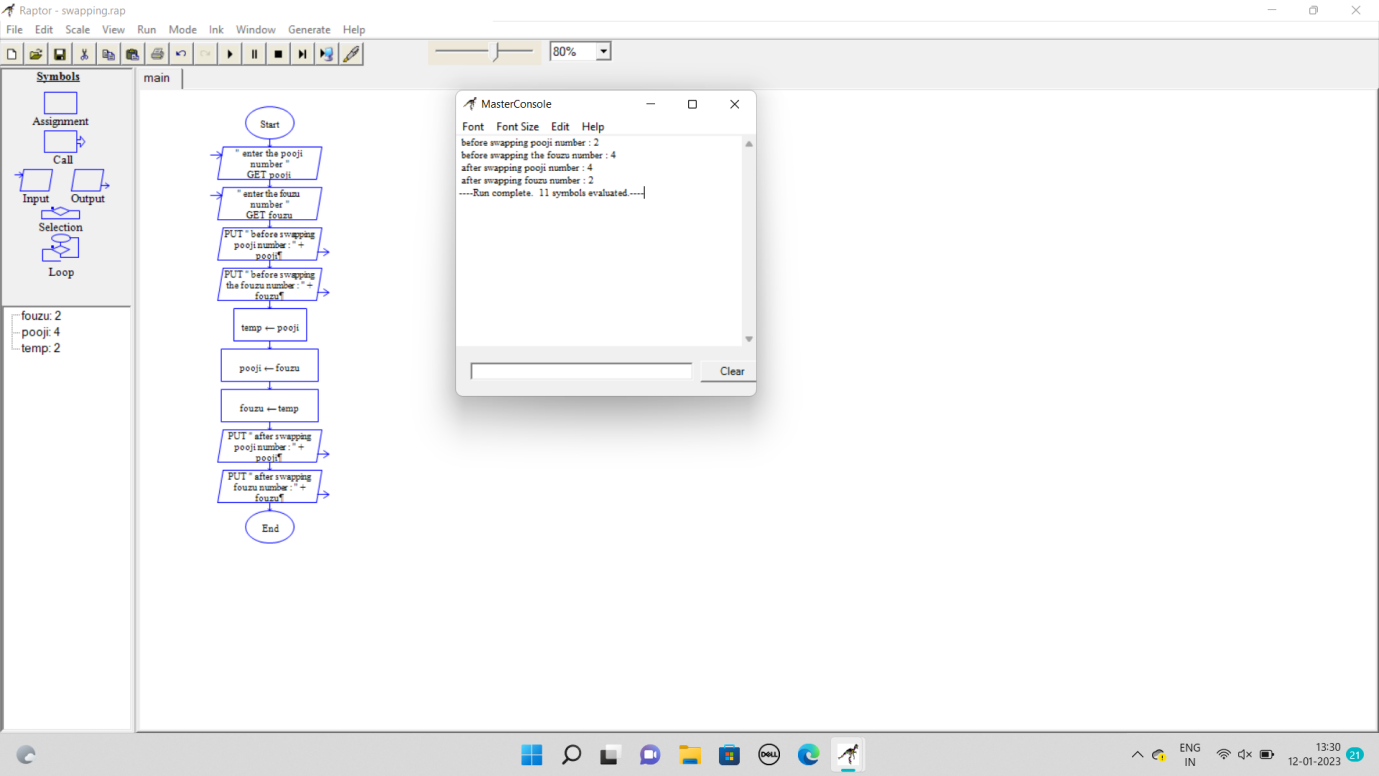 Raptor - swapping.rap
File Edit Scale View Run Mode Ink Window Generate Help
80%
Symbols
Assignment
Call
Input Output
Selection
Loop
fouzu: 2
pooji: 4
temp: 2
main
Start
" enter the pooji
number "
GET pooji
" enter the fouzu
number "
GET fouzu
PUT " before swapping
pooji number : " +
pooji¶
PUT " before swapping
the fouzu number : " +
fouzu¶
temp ← pooji
pooji ← fouzu
fouzu ← temp
PUT " after swapping
pooji number : " +
pooji¶
PUT " after swapping
fouzu number : " +
fouzu¶
End
MasterConsole
Font Font Size Edit Help
before swapping pooji number : 2
before swapping the fouzu number : 4
after swapping pooji number : 4
after swapping fouzu number : 2
----Run complete. 11 symbols evaluated.----
Clear
DELL
ENG
IN
13:30
12-01-2023
21